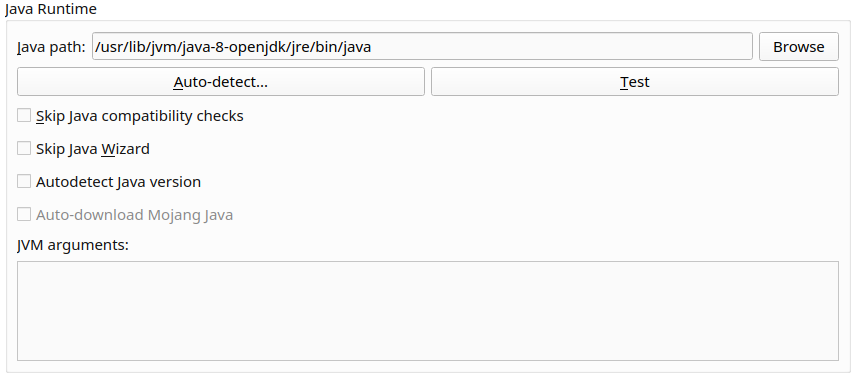 Java Runtime
Java path: /usr/lib/jvm/java-8-openjdk/jre/bin/java Browse
Auto-detect... Test
Skip Java compatibility checks
Skip Java Wizard
Autodetect Java version
Auto-download Mojang Java
JVM arguments: